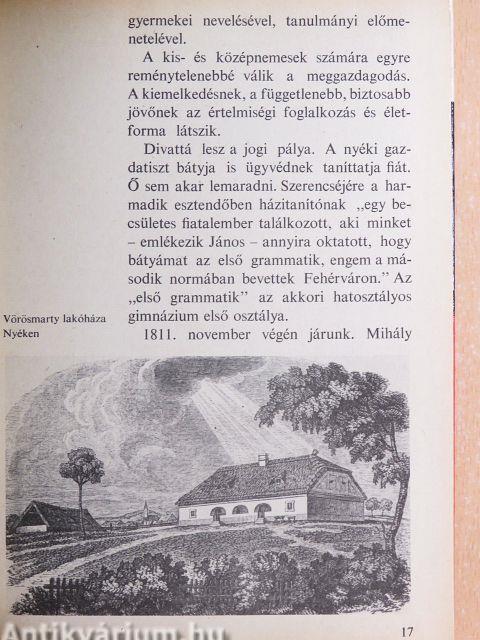 gyermekei nevelésével, tanulmányi előme-
netelével.
A kis- és középnemesek számára egyre
reménytelenebbé válik a meggazdagodás.
A kiemelkedésnek, a függetlenebb, biztosabb
jövőnek az értelmiségi foglalkozás és élet-
forma látszik.
Divattá lesz a jogi pálya. A nyéki gaz-
datiszt bátyja is ügyvédnek taníttatja fiát.
Ő sem akar lemaradni. Szerencséjére a har-
madik esztendőben házitanítónak „egy be-
csületes fiatalember találkozott, aki minket
– emlékezik János – annyira oktatott, hogy
bátyámat az első grammatik, engem a má-
sodik normában bevettek Fehérváron.” Az
„első grammatik” az akkori hatosztályos
gimnázium első osztálya.
1811. november végén járunk. Mihály
Vörösmarty lakóháza
Nyéken
17
Antikvárium.hu